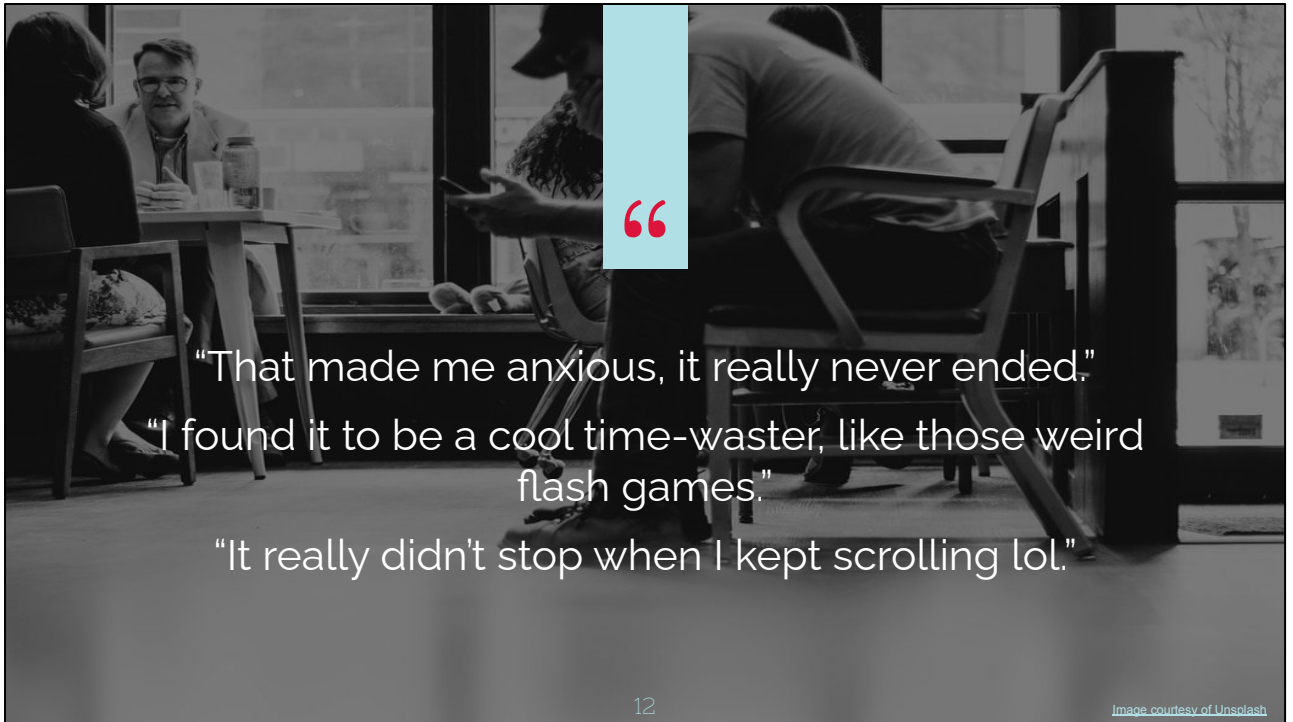 “
“That made me anxious, it really never ended.”
“I found it to be a cool time-waster, like those weird
flash games.”
“It really didn’t stop when I kept scrolling lol.”
12
Image courtesy of Unsplash